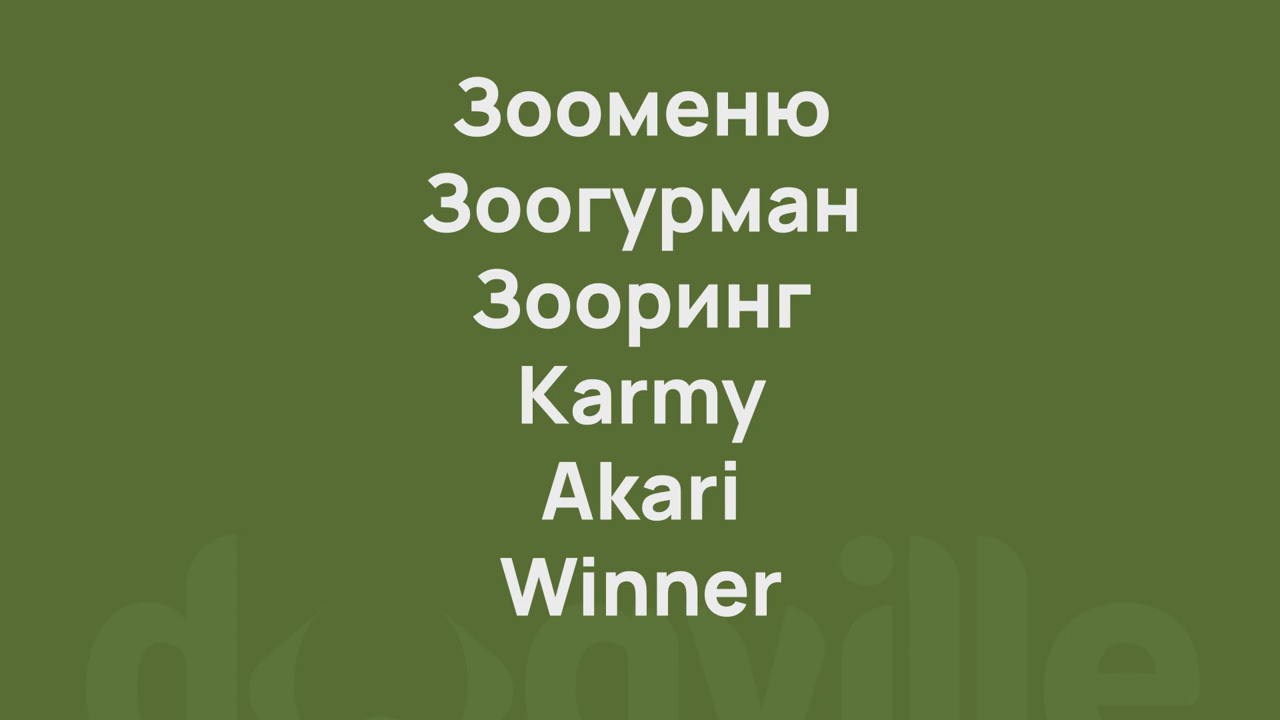 Зооменю
Зоогурман
Зооринг
Karmy
Akari
Winner
dogville